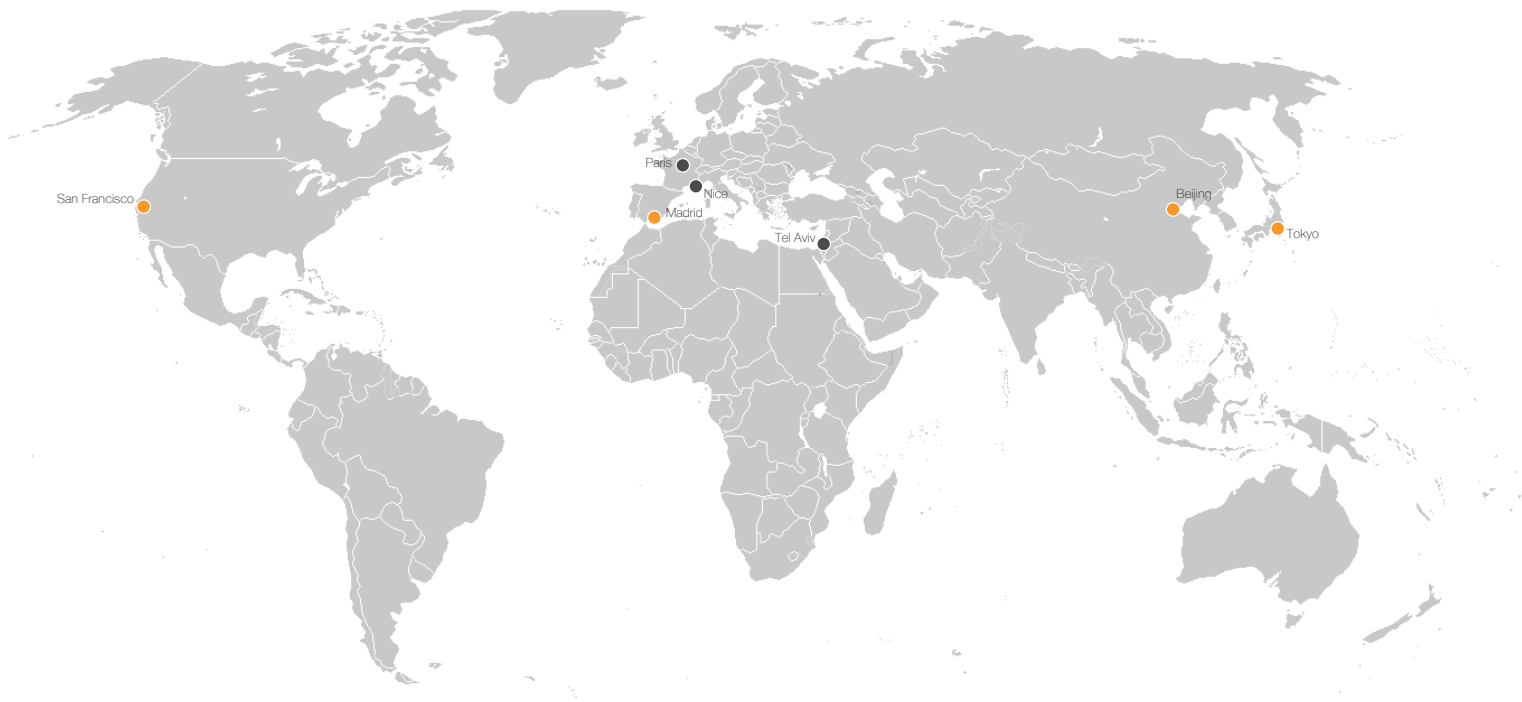 Paris
Beijing
Nice
San Francisco
Madrid
Tokyo
Tel Aviv